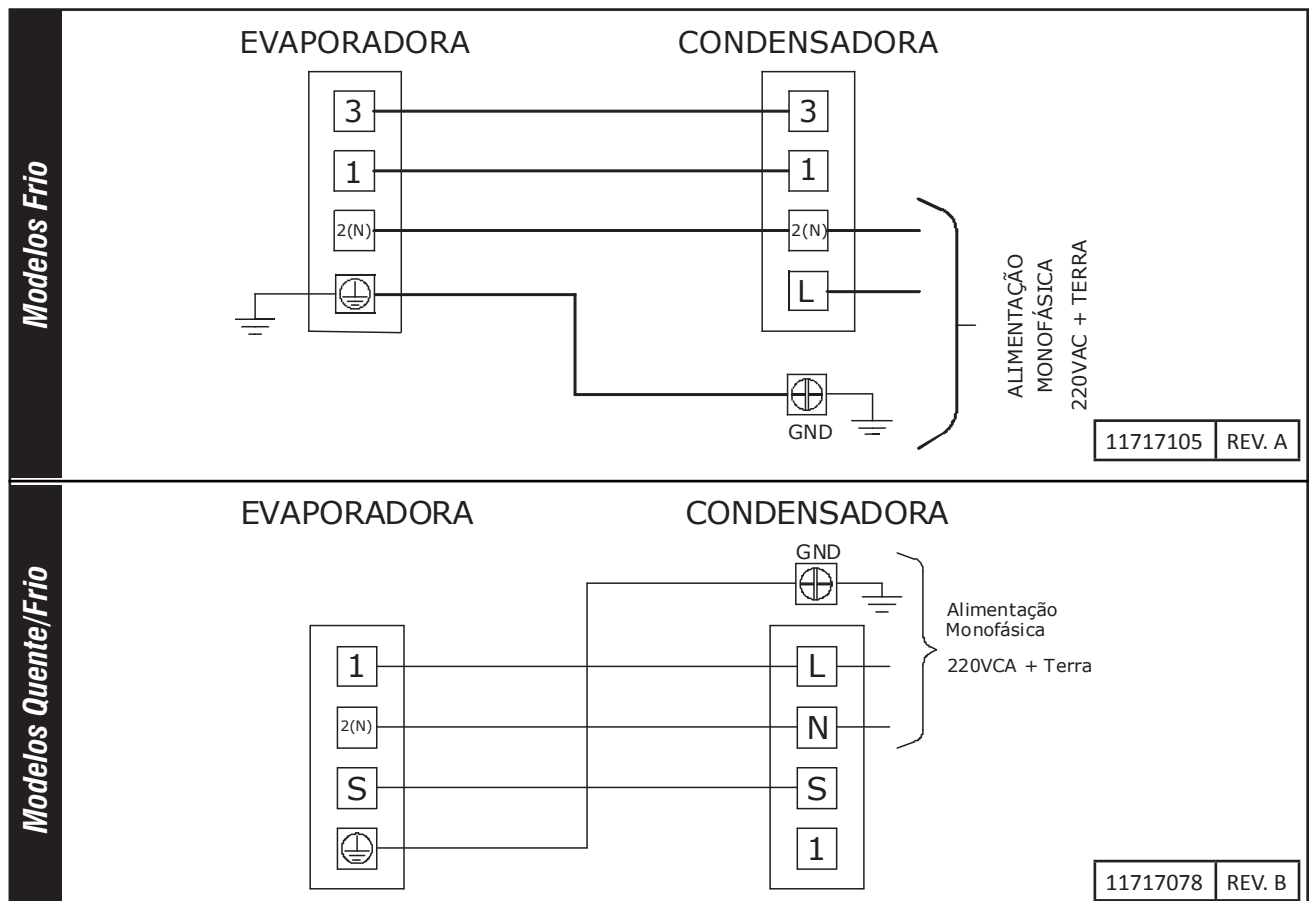 Modelos Frio
EVAPORADORA
CONDENSADORA
3
3
1
1
2(N)
2(N)
L
GND
ALIMENTAÇÃO
MONOFÁSICA
220VAC + TERRA
11717105 REV. A
Modelos Quente/Frio
EVAPORADORA
CONDENSADORA
GND
Alimentação
Monofásica
220VCA + Terra
1
L
2(N)
N
S
S
1
11717078 REV. B